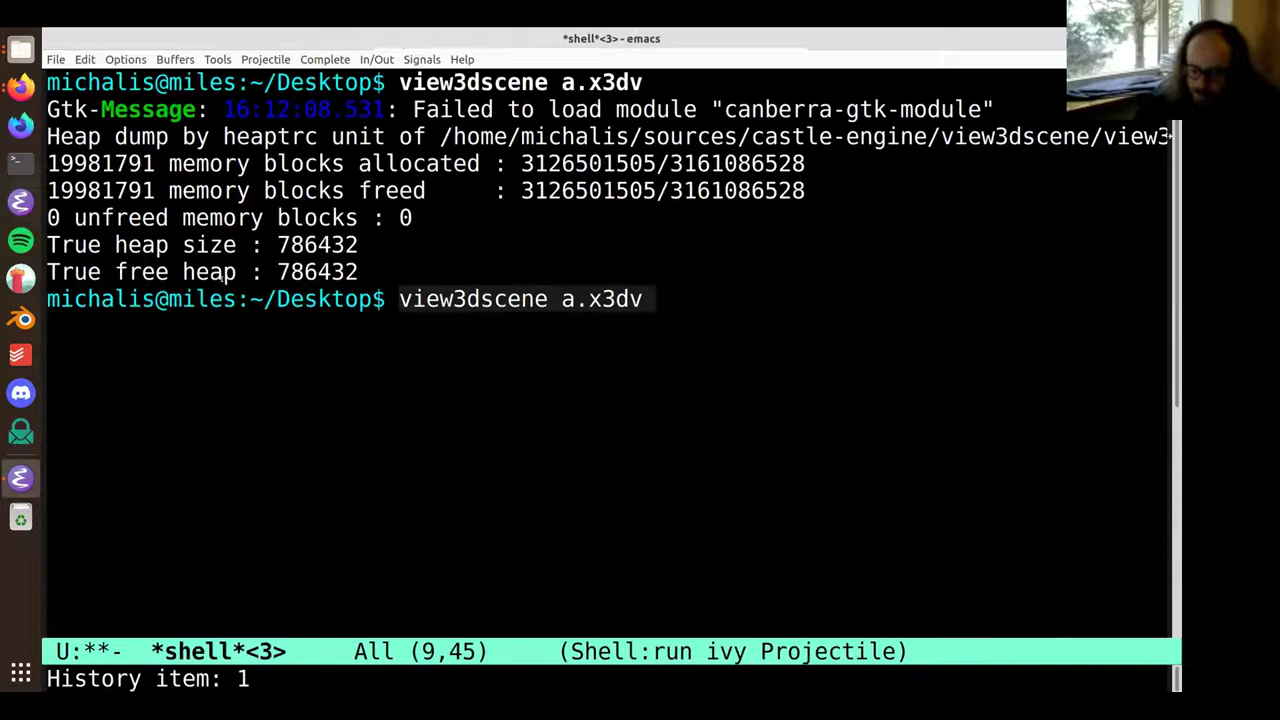 *shell*<3> - emacs
File Edit Options Buffers Tools Projectile Complete In/Out Signals Help
michalis@miles:~/Desktop$ view3dscene a.x3dv
Gtk-Message: 16:12:08.531: Failed to load module "canberra-gtk-module"
Heap dump by heaptrc unit of /home/michalis/sources/castle-engine/view3dscene/view3
19981791 memory blocks allocated : 3126501505/3161086528
19981791 memory blocks freed     : 3126501505/3161086528
0 unfreed memory blocks : 0
True heap size : 786432
True free heap : 786432
michalis@miles:~/Desktop$ view3dscene a.x3dv
U:**-  *shell*<3>     All (9,45)     (Shell:run ivy Projectile)
History item: 1